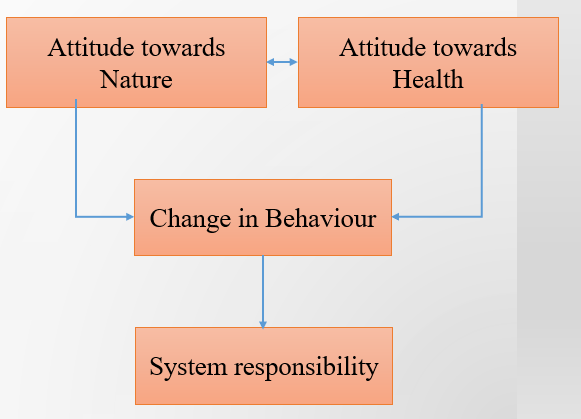 Attitude towards
Nature
Attitude towards
Health
Change in Behaviour
System responsibility